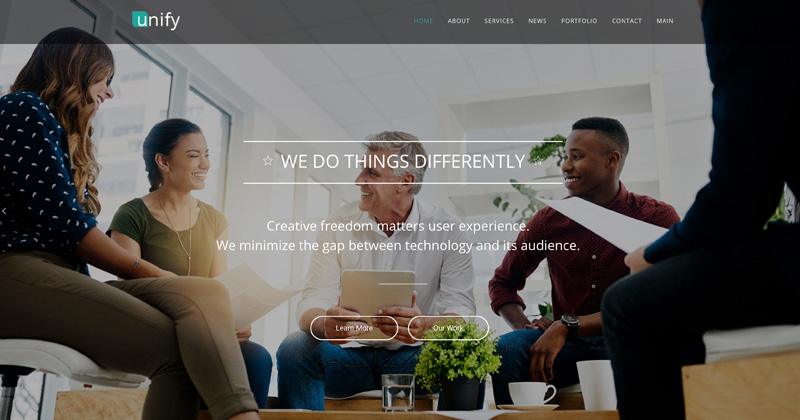 unify
HOME ABOUT SERVICES NEWS PORTFOLIO CONTACT MAIN
☆ WE DO THINGS DIFFERENTLY ☆
Creative freedom matters user experience.
We minimize the gap between technology and its audience.
Learn More Our Work